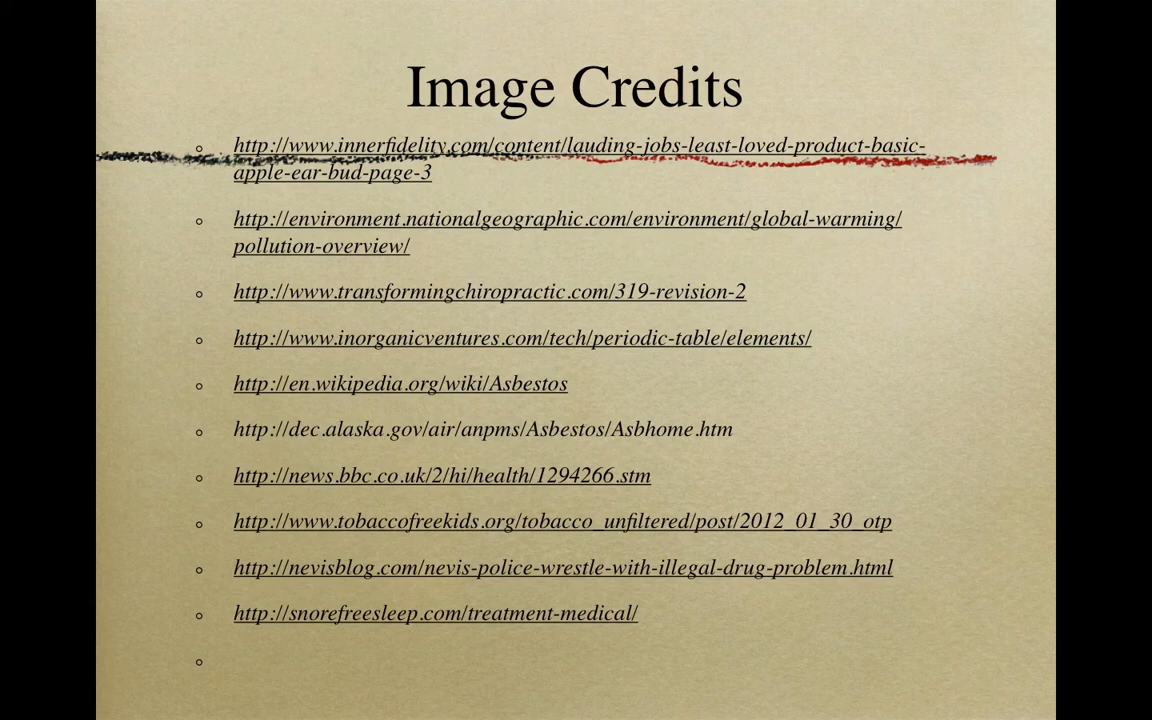 Image Credits
http://www.innerfidelity.com/content/lauding-jobs-least-loved-product-basic-
apple-ear-bud-page-3
http://environment.nationalgeographic.com/environment/global-warming/
pollution-overview/
http://www.transformingchiropractic.com/319-revision-2
http://www.inorganicventures.com/tech/periodic-table/elements/
http://en.wikipedia.org/wiki/Asbestos
http://dec.alaska.gov/air/anpms/Asbestos/Asbhome.htm
http://news.bbc.co.uk/2/hi/health/1294266.stm
http://www.tobaccofreekids.org/tobacco_unfiltered/post/2012_01_30_otp
http://nevisblog.com/nevis-police-wrestle-with-illegal-drug-problem.html
http://snorefreesleep.com/treatment-medical/